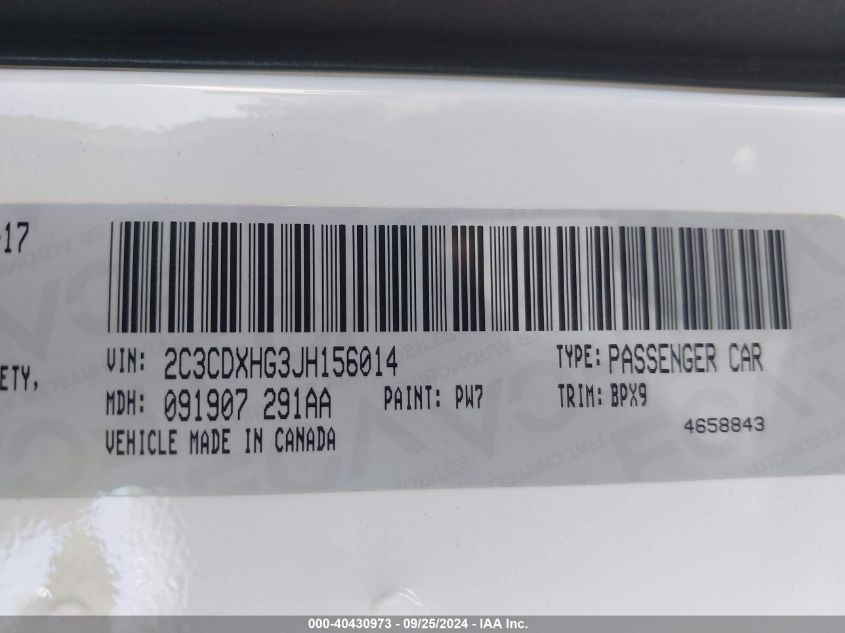 -17
ETY,
VIN: 2C3CDXHG3JH156014 TYPE: PASSENGER CAR
MDH: 091907 291AA PAINT: PW7 TRIM: BPX9
VEHICLE MADE IN CANADA 4658843
000-40430973 - 09/25/2024 - IAA Inc.